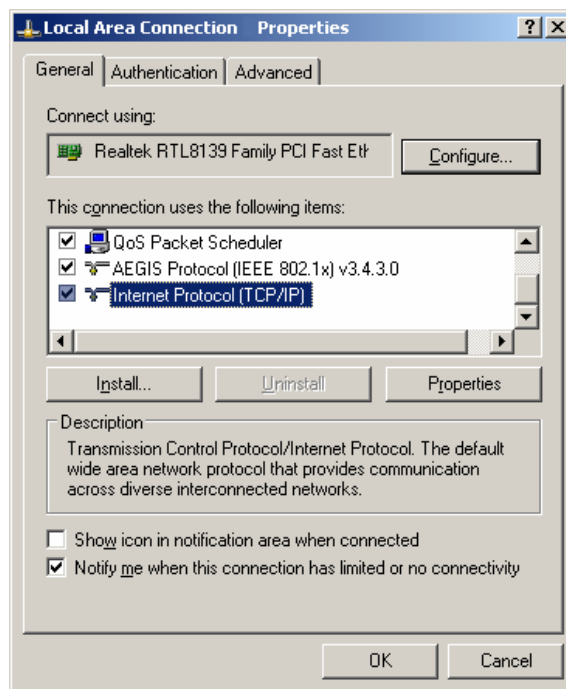 Local Area Connection Properties
General Authentication Advanced
Connect using:
Realtek RTL8139 Family PCI Fast Eth
Configure...
This connection uses the following items:
QoS Packet Scheduler
AEGIS Protocol (IEEE 802.1x) v3.4.3.0
Internet Protocol (TCP/IP)
Install... Uninstall Properties
Description
Transmission Control Protocol/Internet Protocol. The default
wide area network protocol that provides communication
across diverse interconnected networks.
Show icon in notification area when connected
Notify me when this connection has limited or no connectivity
OK Cancel